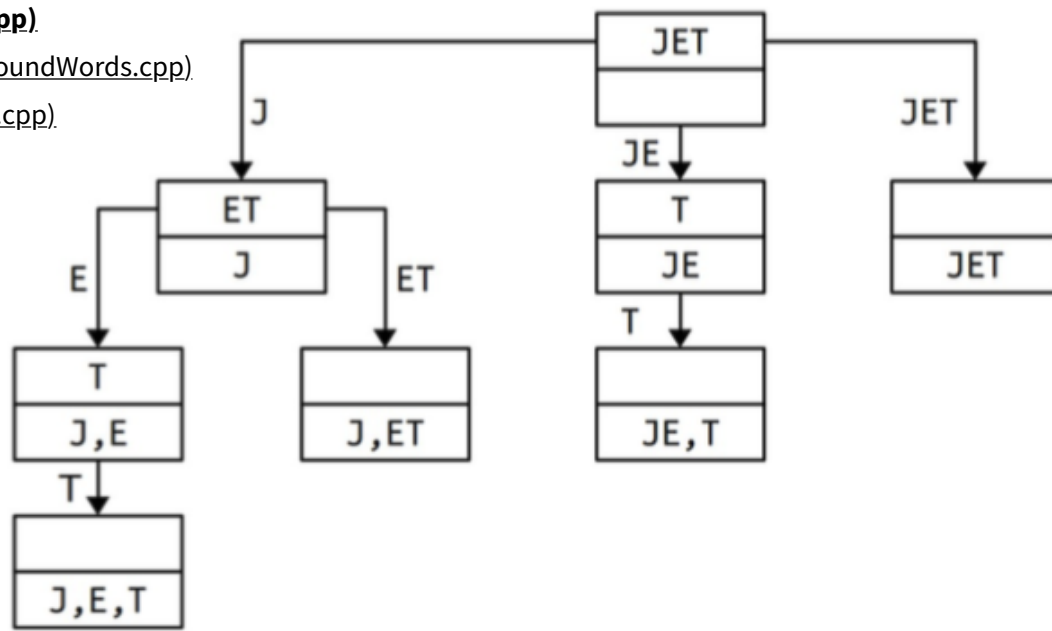 pp)
oundWords.cpp)
.cpp)
JET
J
JE
JET
ET
J
T
JE
JET
E
ET
T
T
J,E
J,ET
JE,T
T
J,E,T